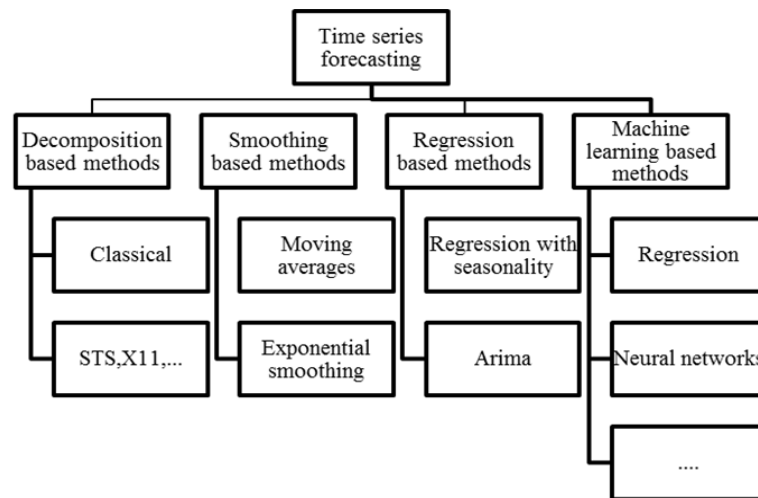 Time series
forecasting
Decomposition
based methods
Smoothing
based methods
Regression
based methods
Machine
learning based
methods
Classical
Moving
averages
Regression with
seasonality
Regression
STS,X11,...
Exponential
smoothing
Arima
Neural networks
....